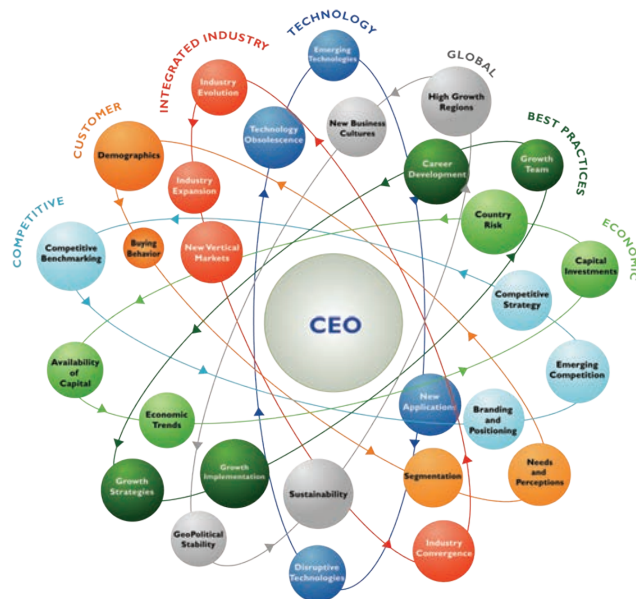 TECHNOLOGY
INTEGRATED INDUSTRY
GLOBAL
CUSTOMER
BEST PRACTICES
COMPETITIVE
ECONOMIC
Emerging
Technologies
Industry
Evolution
High Growth
Regions
Technology
Obsolescence
New Business
Cultures
Demographics
Career
Development
Growth
Team
Industry
Expansion
Country
Risk
Competitive
Benchmarking
Buying
Behavior
New Vertical
Markets
Capital
Investments
Competitive
Strategy
CEO
Availability
of
Capital
Emerging
Competition
New
Applications
Economic
Trends
Branding
and
Positioning
Growth
Strategies
Growth
Implementation
Sustainability
Segmentation
Needs
and
Perceptions
GeoPolitical
Stability
Industry
Convergence
Disruptive
Technologies